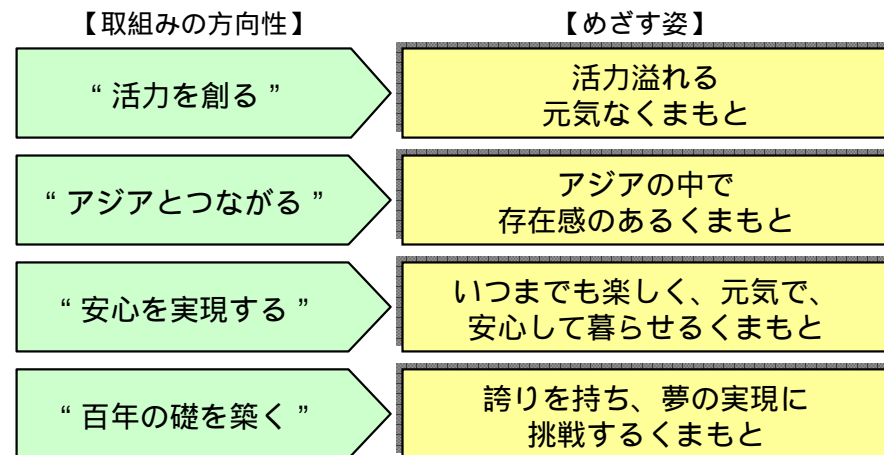 【取組みの方向性】
【めざす姿】
“ 活力を創る ”
活力溢れる
元気なくまもと
“ アジアとつながる ”
アジアの中で
存在感のあるくまもと
“ 安心を実現する ”
いつまでも楽しく、元気で、
安心して暮らせるくまもと
“ 百年の礎を築く ”
誇りを持ち、夢の実現に
挑戦するくまもと